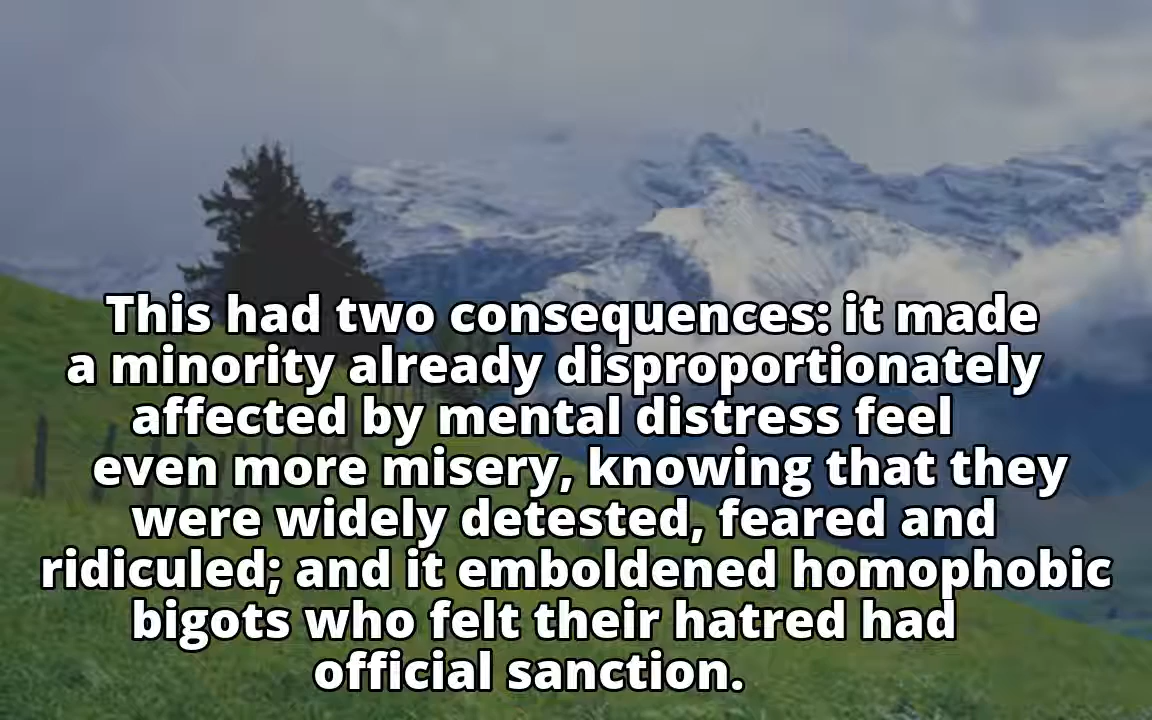 This had two consequences: it made
a minority already disproportionately
affected by mental distress feel
even more misery, knowing that they
were widely detested, feared and
ridiculed; and it emboldened homophobic
bigots who felt their hatred had
official sanction.